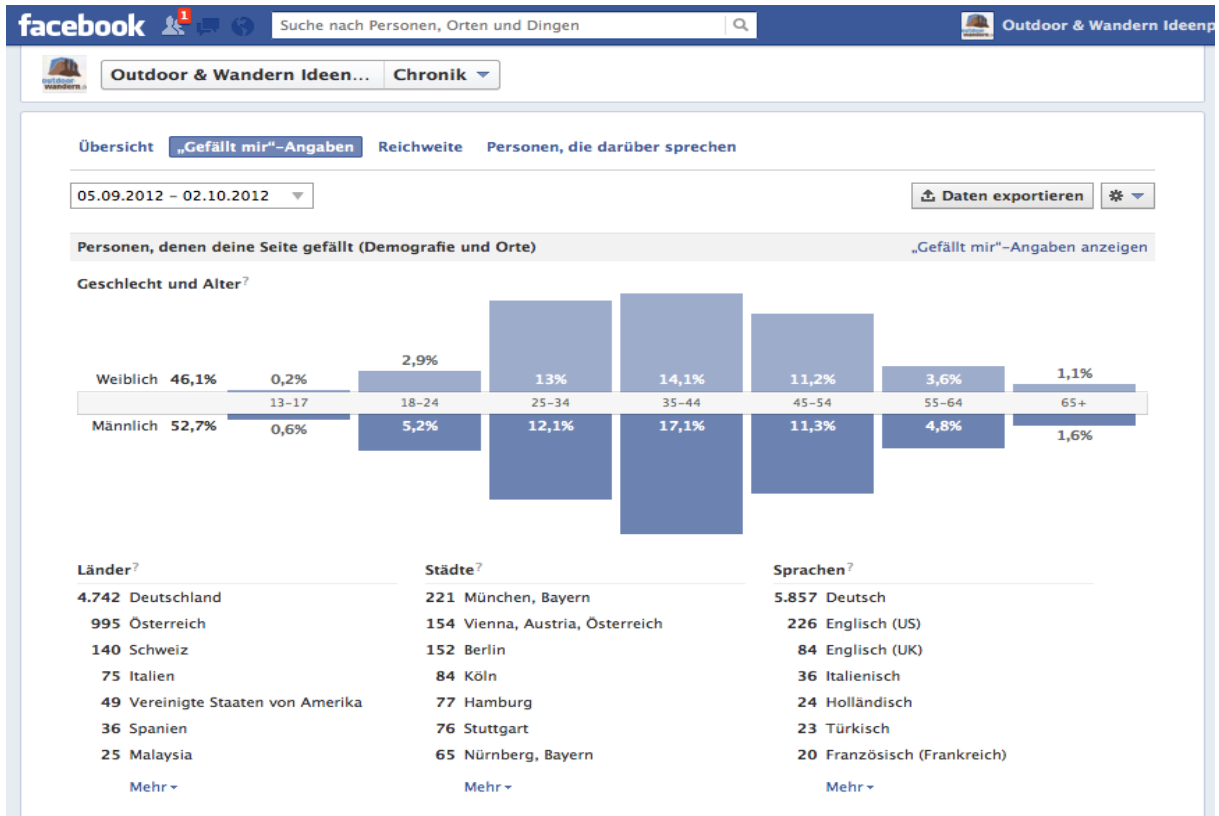 facebook 1 Suche nach Personen, Orten und Dingen Outdoor & Wandern Ideenp
outdoor-wandern.
Outdoor & Wandern Ideen... Chronik
Übersicht „Gefällt mir“-Angaben Reichweite Personen, die darüber sprechen
05.09.2012 – 02.10.2012 Daten exportieren
Personen, denen deine Seite gefällt (Demografie und Orte) „Gefällt mir“-Angaben anzeigen
Geschlecht und Alter?
Weiblich 46,1% 0,2% 2,9% 13% 14,1% 11,2% 3,6% 1,1%
13-17 18-24 25-34 35-44 45-54 55-64 65+
Männlich 52,7% 0,6% 5,2% 12,1% 17,1% 11,3% 4,8% 1,6%
Länder? Städte? Sprachen?
4.742 Deutschland 221 München, Bayern 5.857 Deutsch
995 Österreich 154 Vienna, Austria, Österreich 226 Englisch (US)
140 Schweiz 152 Berlin 84 Englisch (UK)
75 Italien 84 Köln 36 Italienisch
49 Vereinigte Staaten von Amerika 77 Hamburg 24 Holländisch
36 Spanien 76 Stuttgart 23 Türkisch
25 Malaysia 65 Nürnberg, Bayern 20 Französisch (Frankreich)
Mehr Mehr Mehr